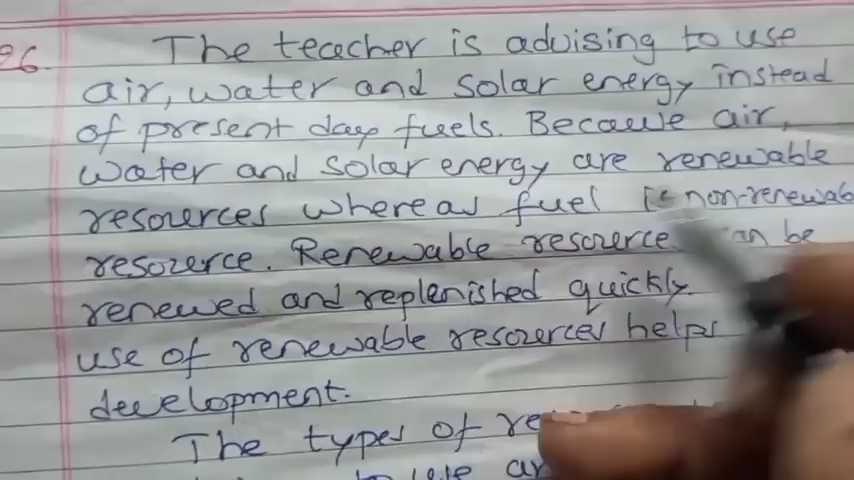 26. The teacher is advising to use
air, water and solar energy instead
of present day fuels. Because air,
water and solar energy are renewable
resources whereas fuel is non-renewab
resource. Renewable resource can be
renewed and replenished quickly
use of renewable resources helps
development.
The types of re
use